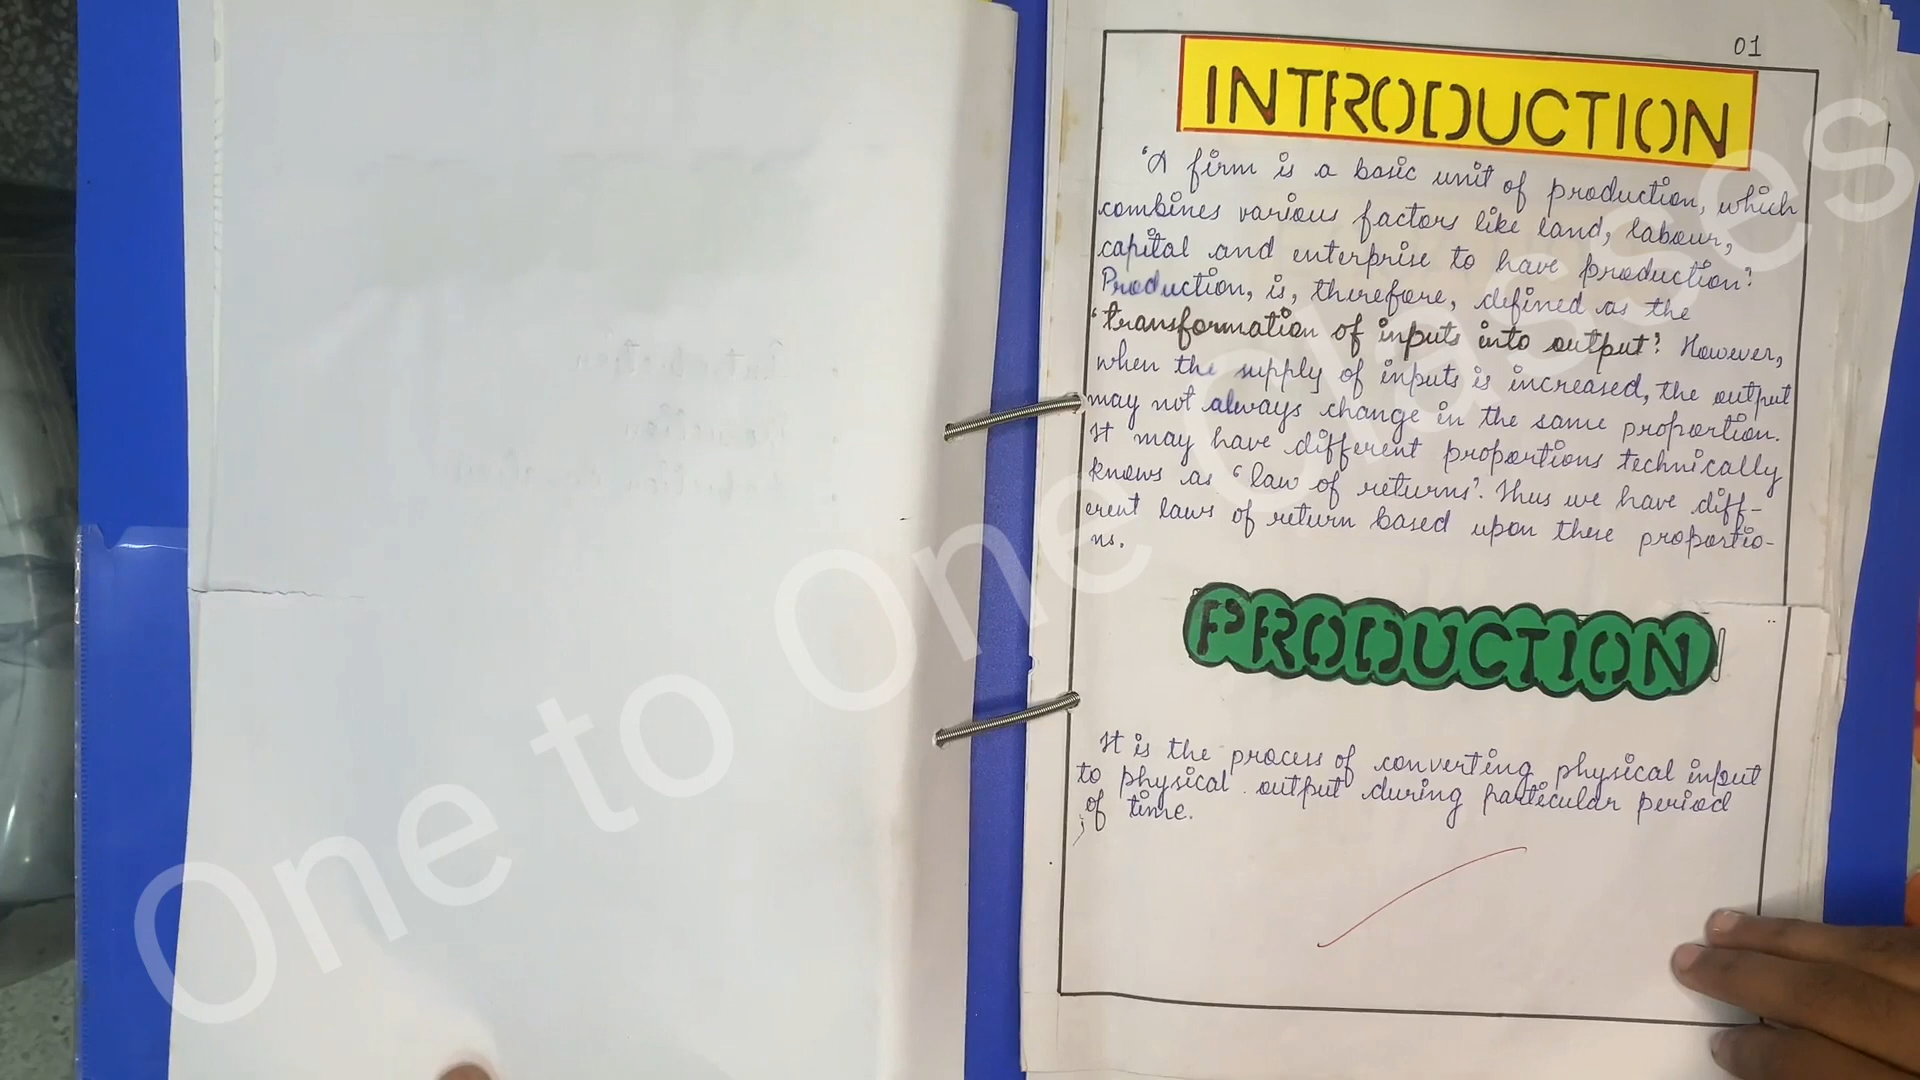 01
INTRODUCTION
'A firm is a basic unit of production, which
combines various factors like land, labour,
capital and enterprise to have production'.
Production, is, therefore, defined as the
'transformation of inputs into output'. However,
when the supply of inputs is increased, the output
may not always change in the same proportion.
It may have different proportions technically
knows as 'law of returns'. Thus we have diff-
erent laws of return based upon these proportio-
ns.
PRODUCTION
It is the process of converting physical input
to physical output during particular period
of time.
One to One Classes